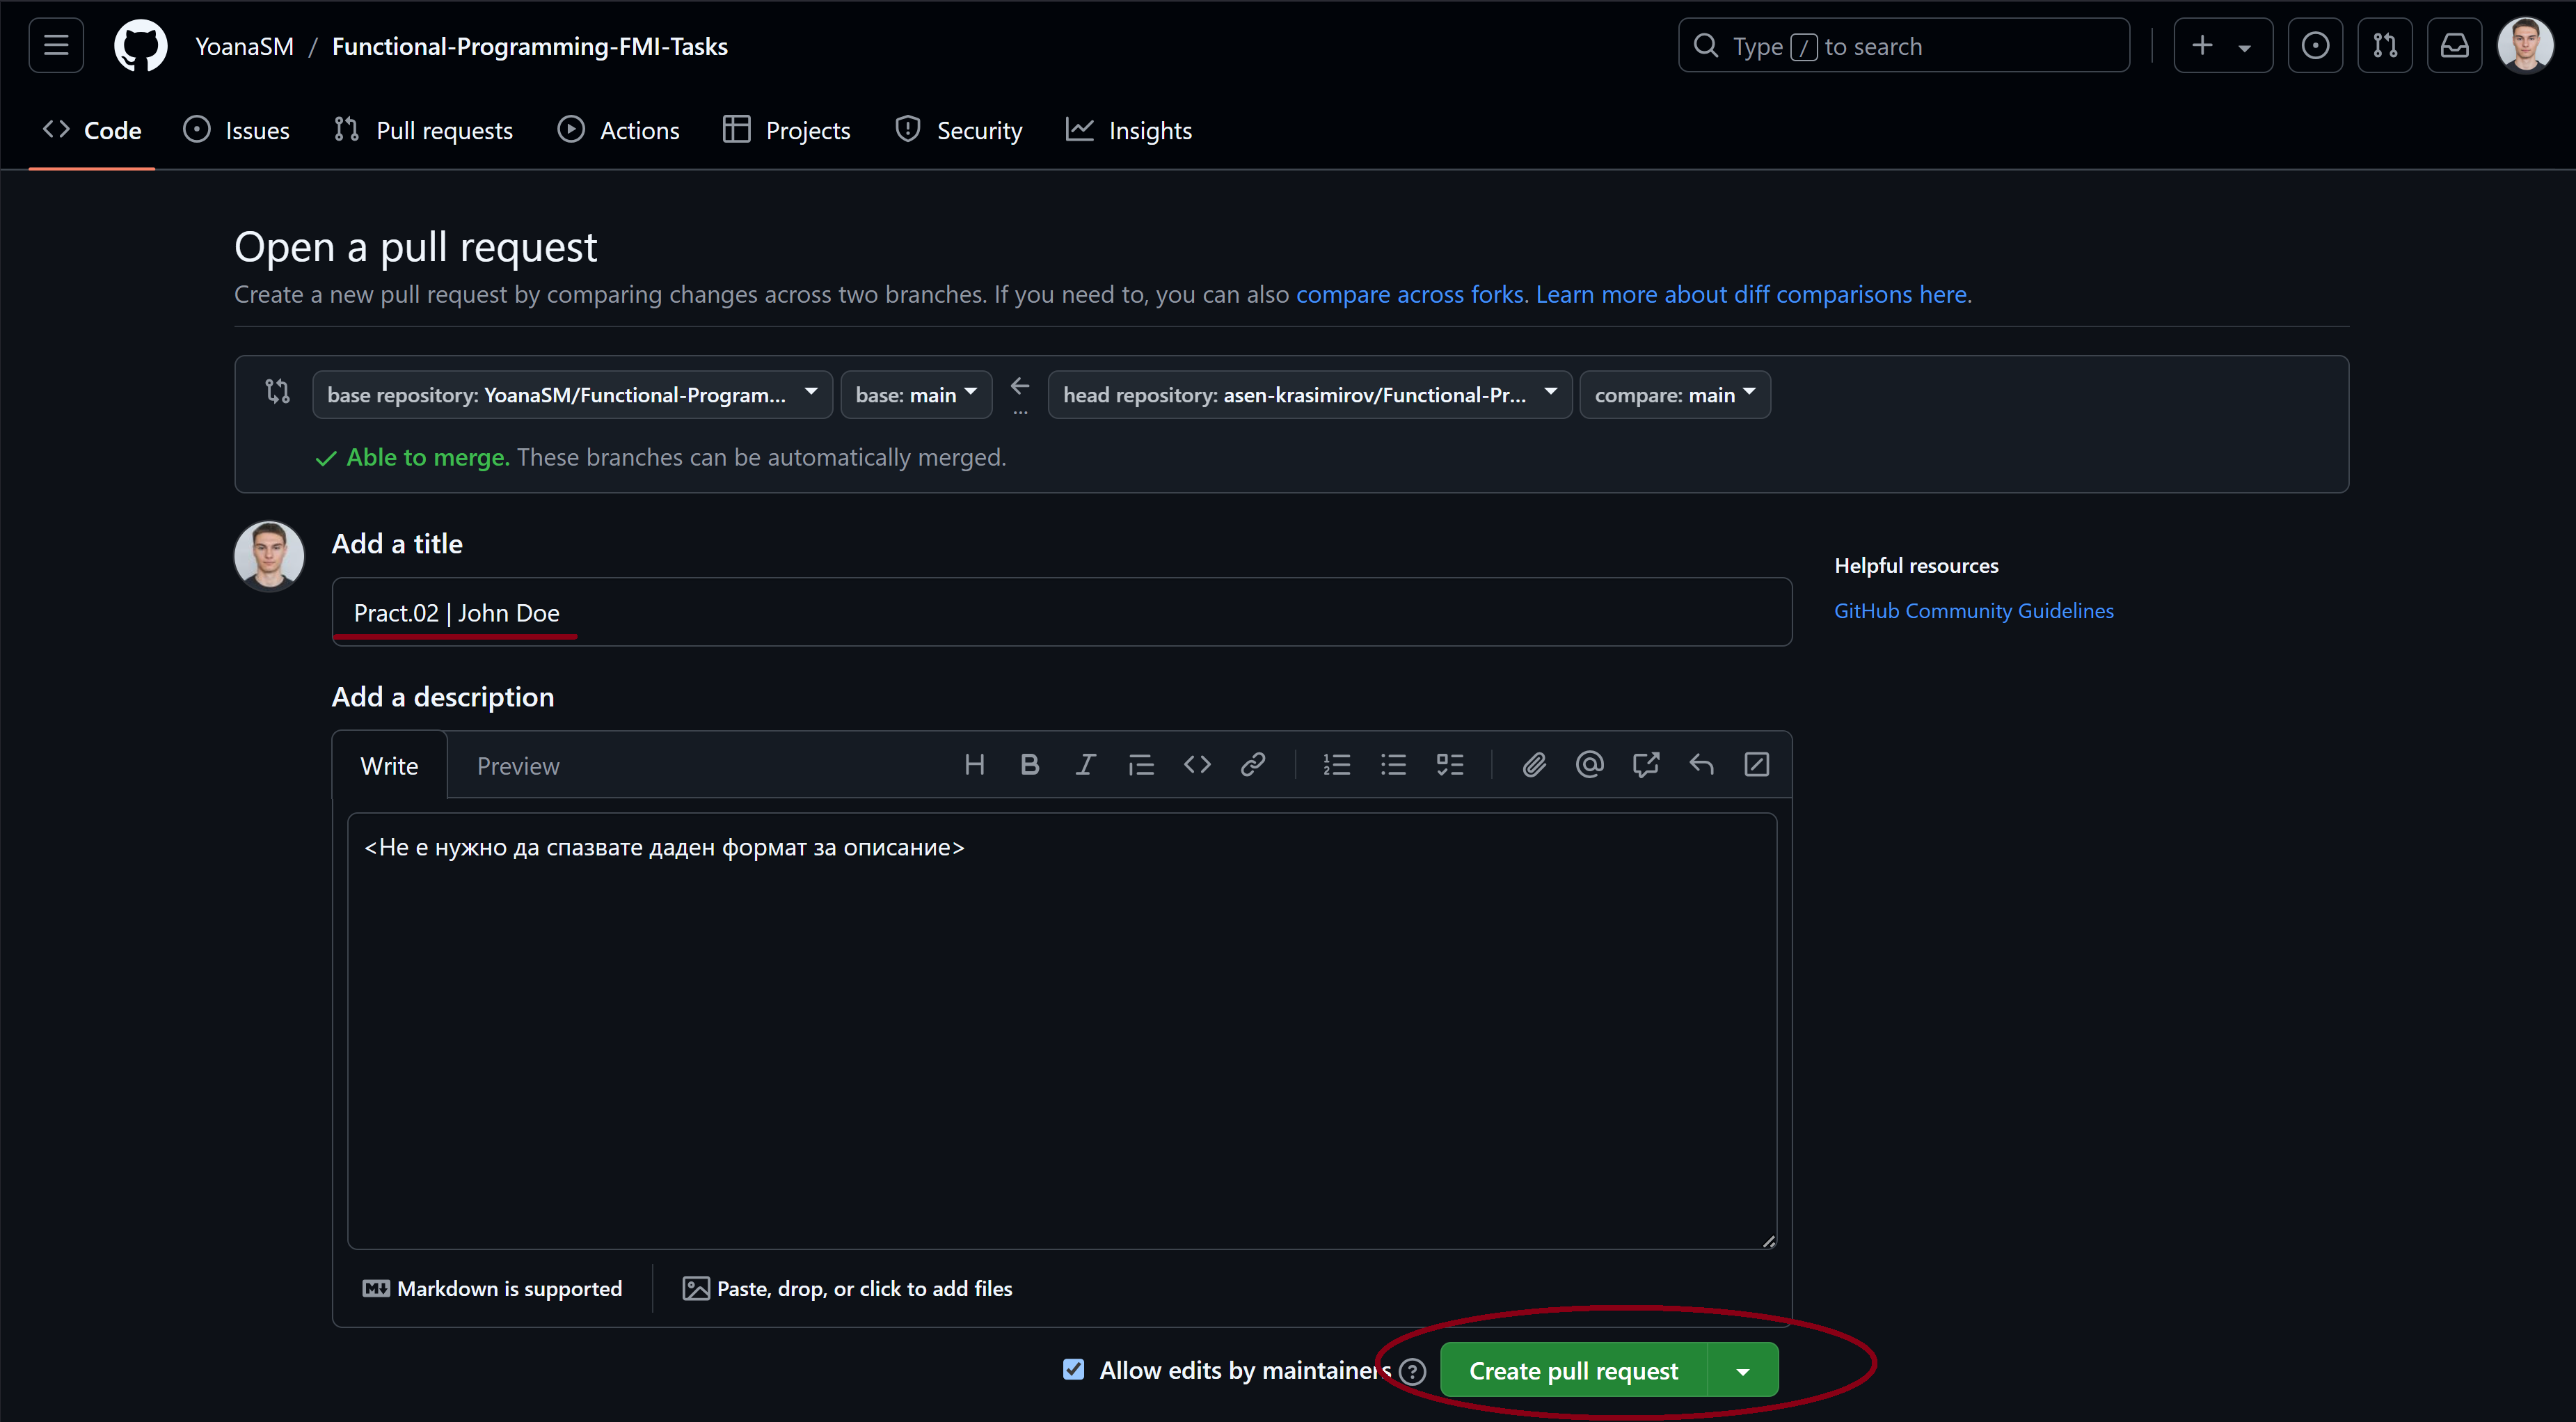 YoanaSM / Functional-Programming-FMI-Tasks
Type / to search
Code Issues Pull requests Actions Projects Security Insights
Open a pull request
Create a new pull request by comparing changes across two branches. If you need to, you can also compare across forks. Learn more about diff comparisons here.
base repository: YoanaSM/Functional-Program... base: main ... head repository: asen-krasimirov/Functional-Pr... compare: main
Able to merge. These branches can be automatically merged.
Add a title
Helpful resources
Pract.02 | John Doe
GitHub Community Guidelines
Add a description
Write Preview
<Не е нужно да спазвате даден формат за описание>
Markdown is supported Paste, drop, or click to add files
Allow edits by maintainers ? Create pull request